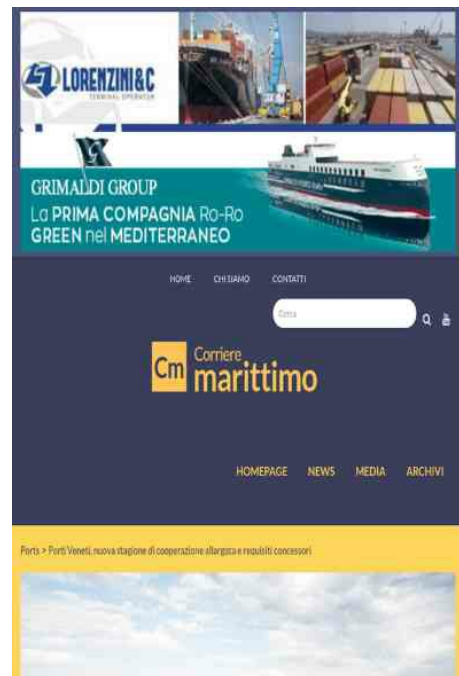 LORENZINI & C
TERMINAL OPERATOR
GRIMALDI GROUP
La PRIMA COMPAGNIA Ro-Ro
GREEN nel MEDITERRANEO
HOME CHI SIAMO CONTATTI
Cerca
Cm Corriere
marittimo
HOMEPAGE NEWS MEDIA ARCHIVI
Ports > Porti Veneti, nuova stagione di cooperazione allargata e requisiti concessori